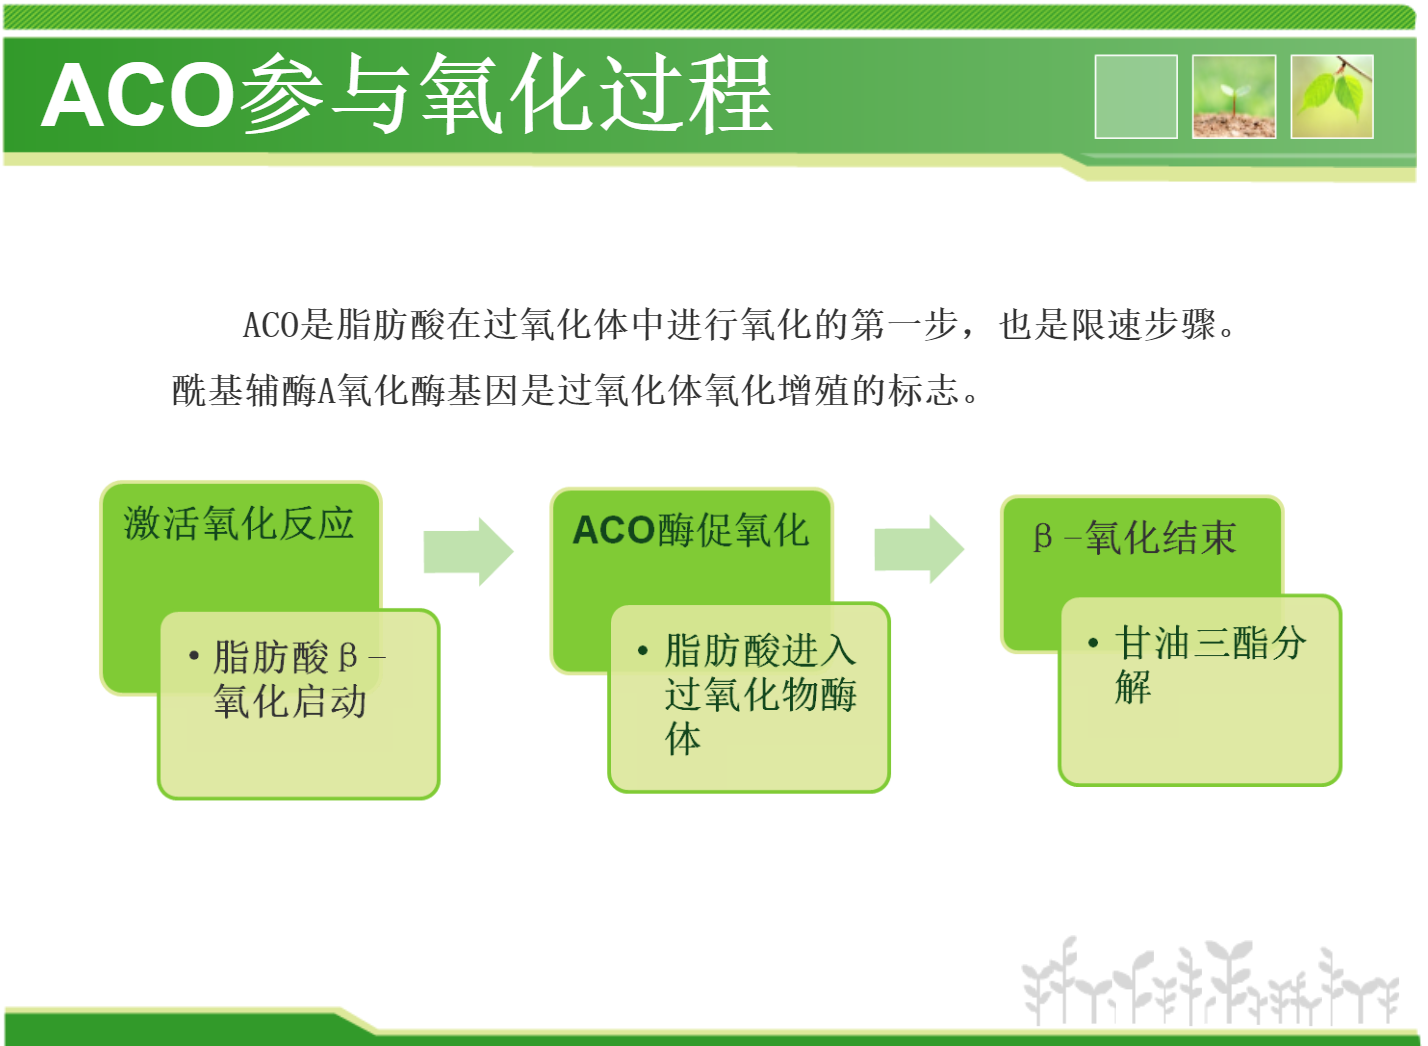 ACO参与氧化过程
ACO是脂肪酸在过氧化体中进行氧化的第一步，也是限速步骤。
酰基辅酶A氧化酶基因是过氧化体氧化增殖的标志。
激活氧化反应
• 脂肪酸β-
氧化启动
ACO酶促氧化
• 脂肪酸进入
过氧化物酶
体
β-氧化结束
• 甘油三酯分
解